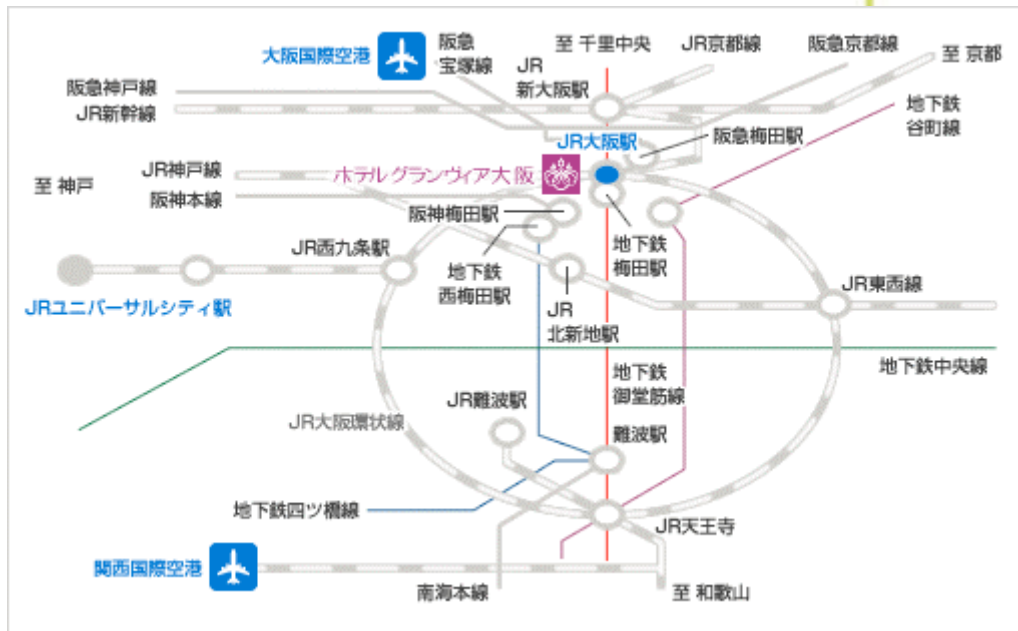 大阪国際空港
阪急
宝塚線
至 千里中央
JR京都線
阪急京都線
至 京都
JR
新大阪駅
阪急神戸線
JR新幹線
地下鉄
谷町線
JR大阪駅
阪急梅田駅
JR神戸線
ホテルグランヴィア大阪
至 神戸
阪神本線
阪神梅田駅
JR西九条駅
地下鉄
西梅田駅
地下鉄
梅田駅
JRユニバーサルシティ駅
JR
北新地駅
JR東西線
地下鉄中央線
地下鉄
御堂筋線
JR難波駅
JR大阪環状線
難波駅
地下鉄四ツ橋線
JR天王寺
関西国際空港
南海本線
至 和歌山